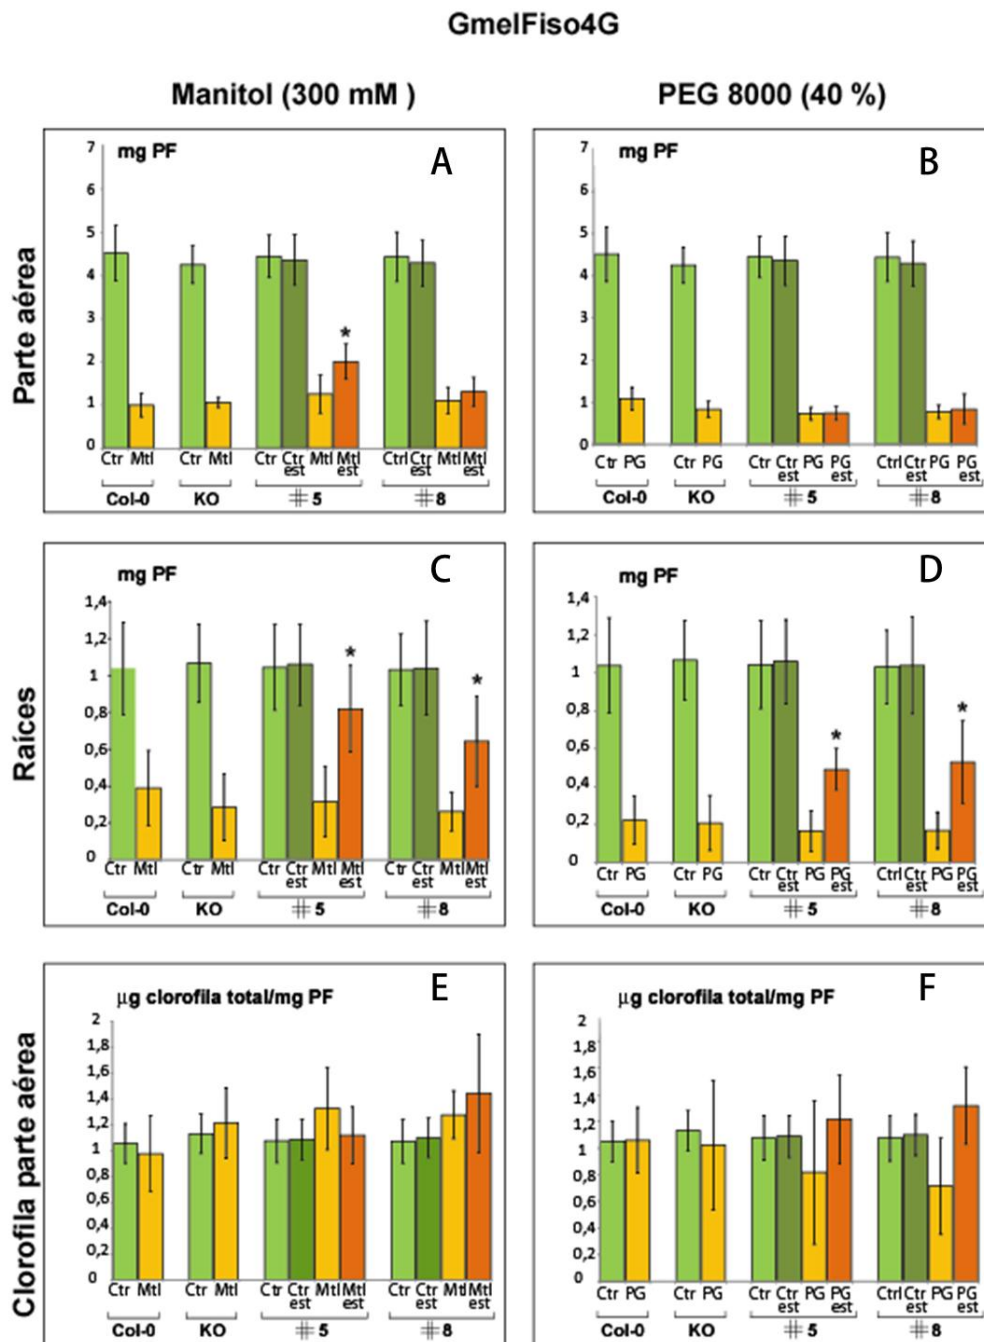 GmelFiso4G
Manitol (300 mM )
PEG 8000 (40 %)
Parte aérea
mg PF
A
7
6
5
4
3
2
1
0
*
Ctr Mtl Ctr Mtl Ctr Ctr Mtl Mtl Ctrl Ctr Mtl Mtl
est est est est
Col-0 KO #5 #8
mg PF
B
7
6
5
4
3
2
1
0
Ctr PG Ctr PG Ctr Ctr PG PG Ctrl Ctr PG PG
est est est est
Col-0 KO #5 #8
Raíces
mg PF
C
1,4
1,2
1
0,8
0,6
0,4
0,2
0
* *
Ctr Mtl Ctr Mtl Ctr Ctr Mtl Mtl Ctr Ctr Mtl Mtl
est est est est
Col-0 KO #5 #8
mg PF
D
1,4
1,2
1
0,8
0,6
0,4
0,2
0
* *
Ctr PG Ctr PG Ctr Ctr PG PG Ctrl Ctr PG PG
est est est est
Col-0 KO #5 #8
Clorofila parte aérea
µg clorofila total/mg PF
E
2
1,8
1,6
1,4
1,2
1
0,8
0,6
0,4
0,2
0
Ctr Mtl Ctr Mtl Ctr Ctr Mtl Mtl Ctr Ctr Mtl Mtl
est est est est
Col-0 KO #5 #8
µg clorofila total/mg PF
F
2
1,8
1,6
1,4
1,2
1
0,8
0,6
0,4
0,2
0
Ctr PG Ctr PG Ctr Ctr PG PG Ctrl Ctr PG PG
est est est est
Col-0 KO #5 #8